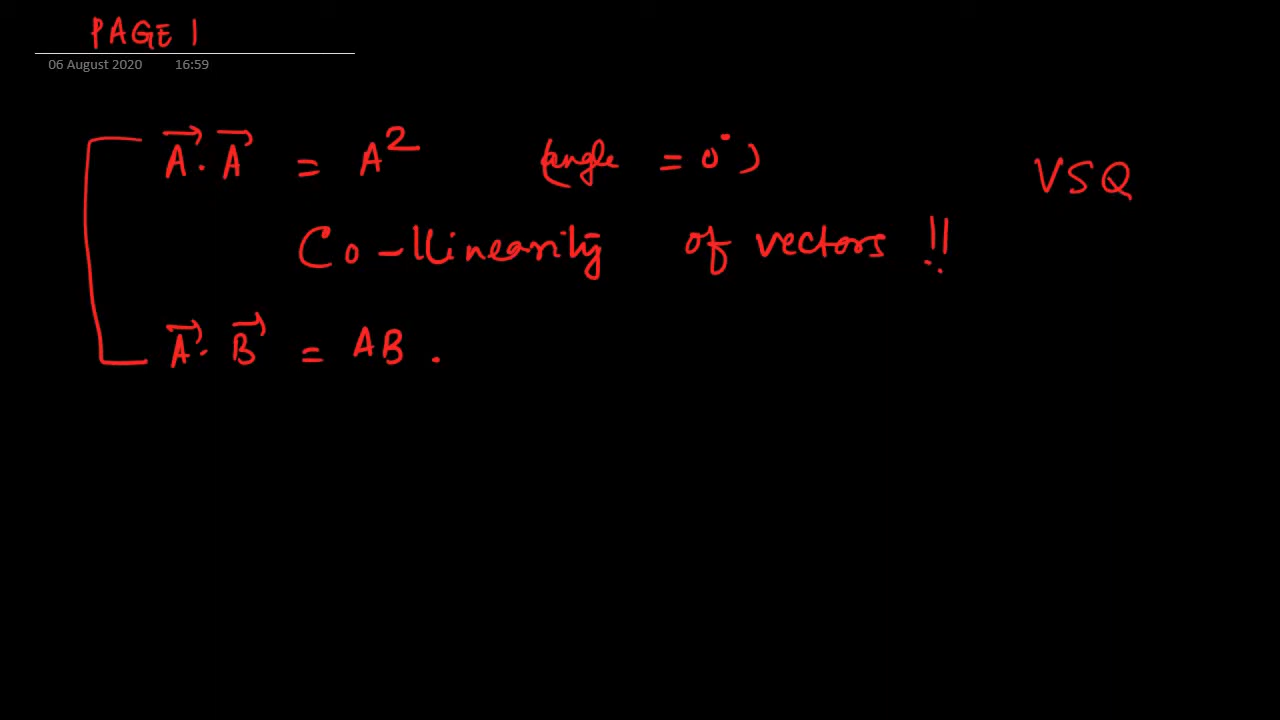 PAGE 1
06 August 2020 16:59
A⃗ · A⃗ = A² (angle = 0°)
VSQ
Co-llinearity of vectors !!
A⃗ · B⃗ = AB .